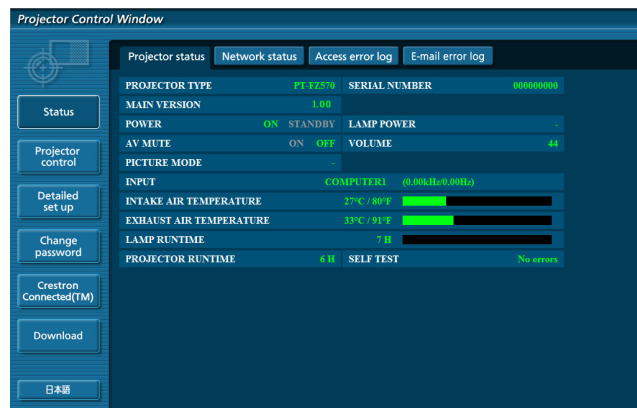 Projector Control Window
Projector status Network status Access error log E-mail error log
Status
Projector control
Detailed set up
Change password
Crestron Connected(TM)
Download
日本語
PROJECTOR TYPE PT-FZ570 SERIAL NUMBER 000000000
MAIN VERSION 1.00
POWER ON STANDBY LAMP POWER -
AV MUTE ON OFF VOLUME 44
PICTURE MODE -
INPUT COMPUTER1 (0.00kHz/0.00Hz)
INTAKE AIR TEMPERATURE 27°C / 80°F
EXHAUST AIR TEMPERATURE 33°C / 91°F
LAMP RUNTIME 7 H
PROJECTOR RUNTIME 6 H SELF TEST No errors